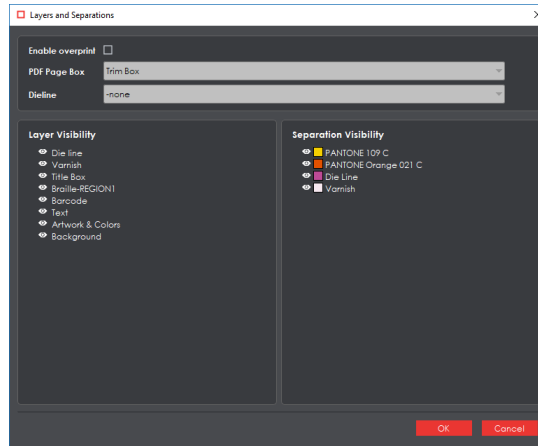 Layers and Separations
Enable overprint
PDF Page Box
Trim Box
Dieline
-none
Layer Visibility
Die line
Varnish
Title Box
Braille-REGION1
Barcode
Text
Artwork & Colors
Background
Separation Visibility
PANTONE 109 C
PANTONE Orange 021 C
Die Line
Varnish
OK
Cancel